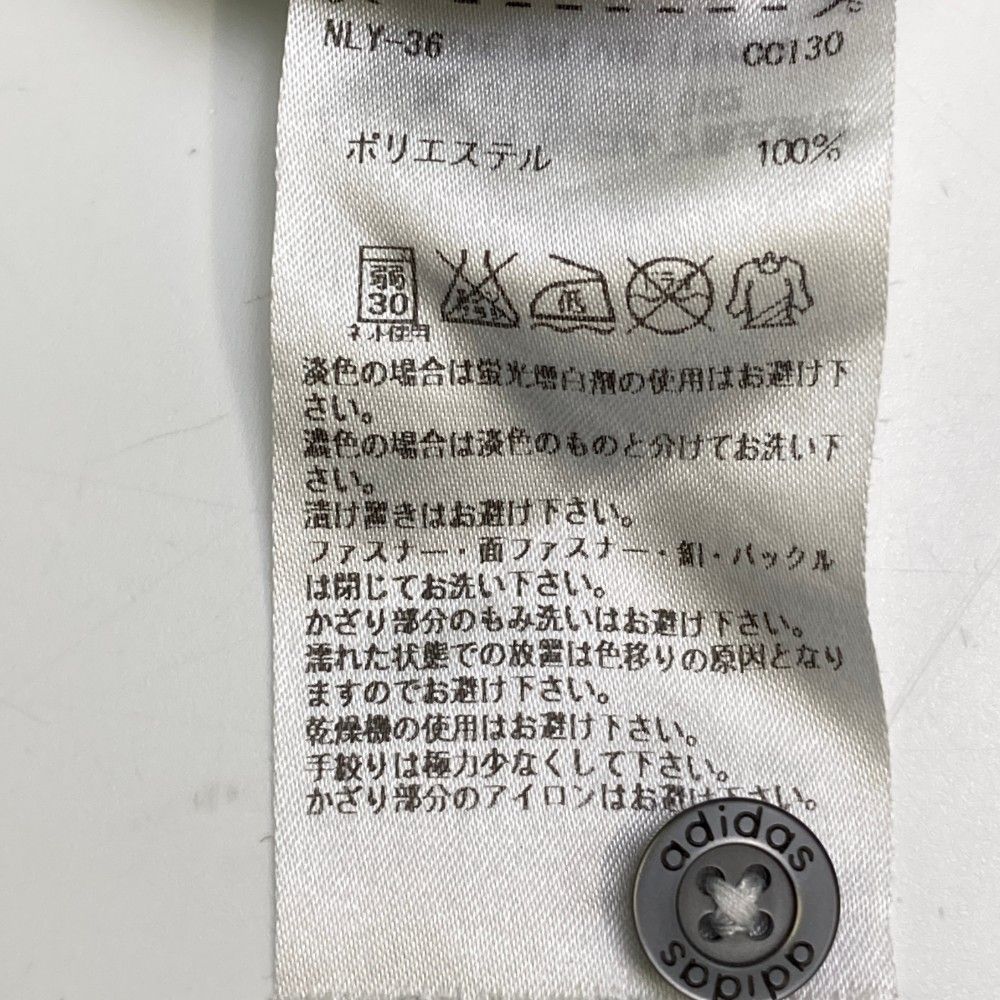 NLY-36 CC130
ポリエステル 100%
弱
30
ネット使用
低
淡色の場合は蛍光増白剤の使用はお避け下
さい。
濃色の場合は淡色のものと分けてお洗い下
さい。
漬け置きはお避け下さい。
ファスナー・面ファスナー・釦・バックル
は閉じてお洗い下さい。
かざり部分のもみ洗いはお避け下さい。
濡れた状態での放置は色移りの原因となり
ますのでお避け下さい。
乾燥機の使用はお避け下さい。
手絞りは極力少なくして下さい。
かざり部分のアイロンはお避け下さい。
adidas
adidas